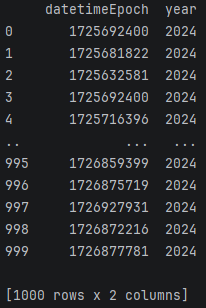 datetimeEpoch year
0 1725692400 2024
1 1725681822 2024
2 1725632581 2024
3 1725692400 2024
4 1725716396 2024
.. ... ...
995 1726859399 2024
996 1726875719 2024
997 1726927931 2024
998 1726872216 2024
999 1726877781 2024
[1000 rows x 2 columns]